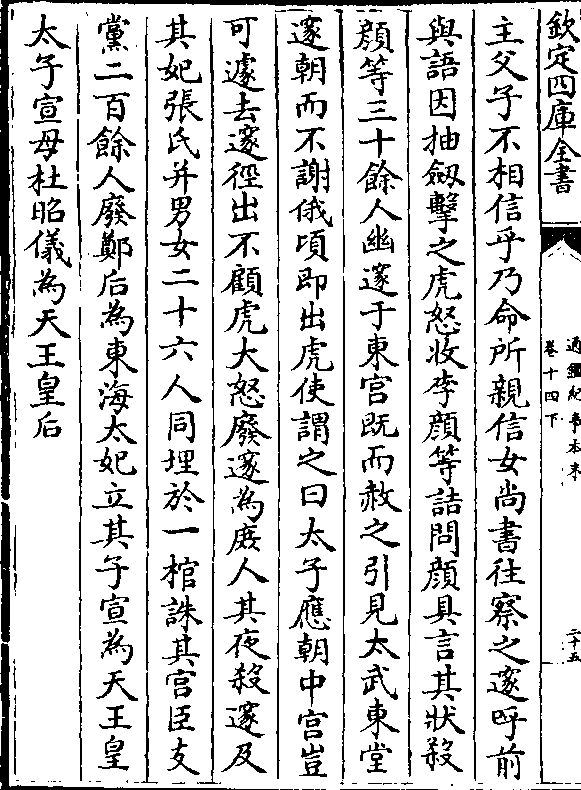 欽定四庫全書
通鑑紀事本末
卷十四下
二十五
主父子不相信乎乃命所親信女尚書往察之邃呼前
與語因抽劔擊之虎怒收李顔等詰問顔具言其狀殺
顔等三十餘人幽邃于東宫既而赦之引見太武東堂
邃朝而不謝俄頃即出虎使謂之曰太子應朝中宫豈
可遽去邃徑出不顧虎大怒廢邃為庶人其夜殺邃及
其妃張氏并男女二十六人同埋於一棺誅其宫臣支
黨二百餘人廢鄭后為東海太妃立其子宣為天王皇
太子宣母杜昭儀為天王皇后